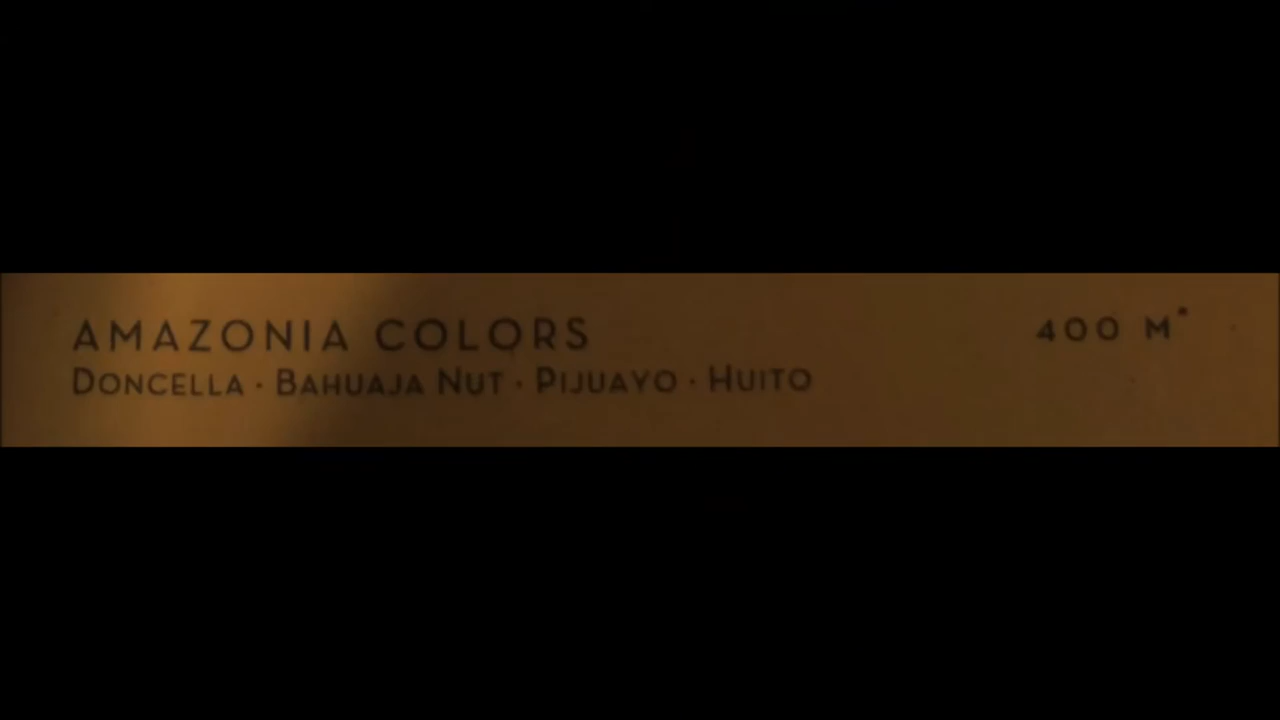 AMAZONIA COLORS
400 M
DONCELLA · BAHUAJA NUT · PIJUAYO · HUITO